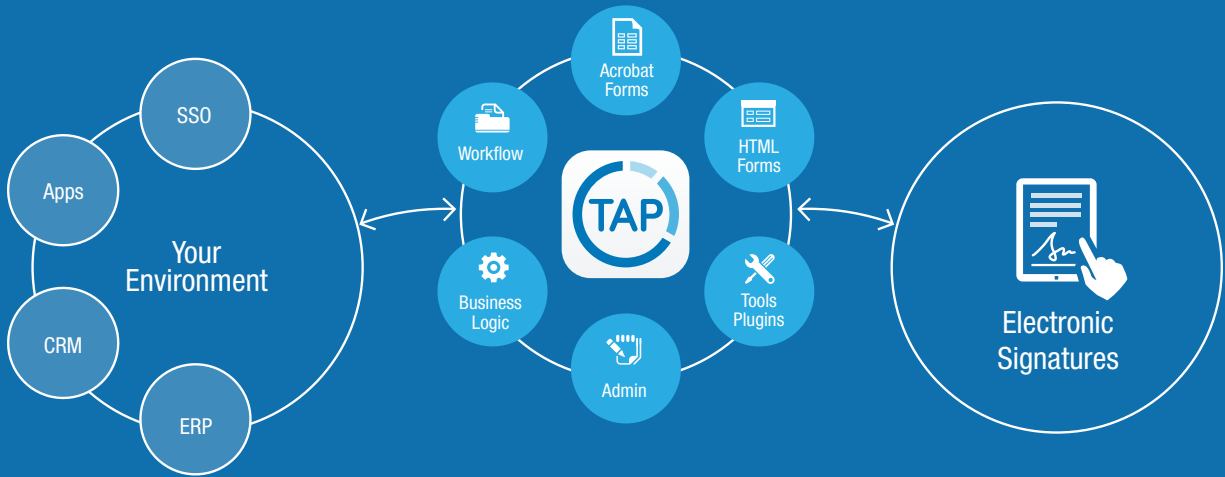 SSO
Apps
Your
Environment
CRM
ERP
Acrobat
Forms
Workflow
HTML
Forms
TAP
Business
Logic
Tools
Plugins
Admin
Electronic
Signatures